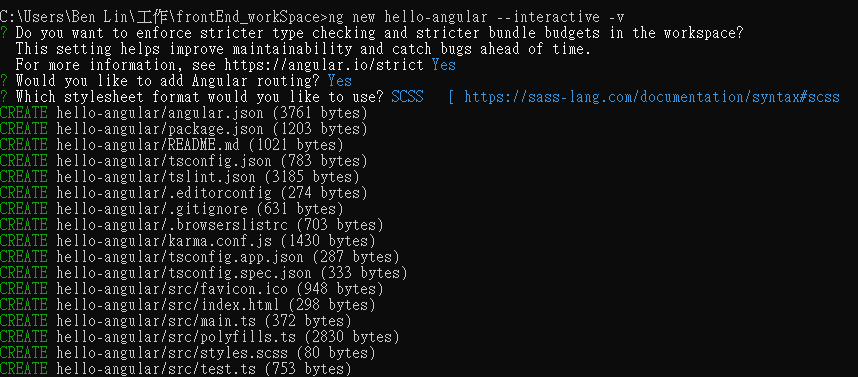 C:\Users\Ben Lin\工作\frontEnd_workSpace>ng new hello-angular --interactive -v
? Do you want to enforce stricter type checking and stricter bundle budgets in the workspace?
  This setting helps improve maintainability and catch bugs ahead of time.
  For more information, see https://angular.io/strict Yes
? Would you like to add Angular routing? Yes
? Which stylesheet format would you like to use? SCSS   [ https://sass-lang.com/documentation/syntax#scss
CREATE hello-angular/angular.json (3761 bytes)
CREATE hello-angular/package.json (1203 bytes)
CREATE hello-angular/README.md (1021 bytes)
CREATE hello-angular/tsconfig.json (783 bytes)
CREATE hello-angular/tslint.json (3185 bytes)
CREATE hello-angular/.editorconfig (274 bytes)
CREATE hello-angular/.gitignore (631 bytes)
CREATE hello-angular/.browserslistrc (703 bytes)
CREATE hello-angular/karma.conf.js (1430 bytes)
CREATE hello-angular/tsconfig.app.json (287 bytes)
CREATE hello-angular/tsconfig.spec.json (333 bytes)
CREATE hello-angular/src/favicon.ico (948 bytes)
CREATE hello-angular/src/index.html (298 bytes)
CREATE hello-angular/src/main.ts (372 bytes)
CREATE hello-angular/src/polyfills.ts (2830 bytes)
CREATE hello-angular/src/styles.scss (80 bytes)
CREATE hello-angular/src/test.ts (753 bytes)